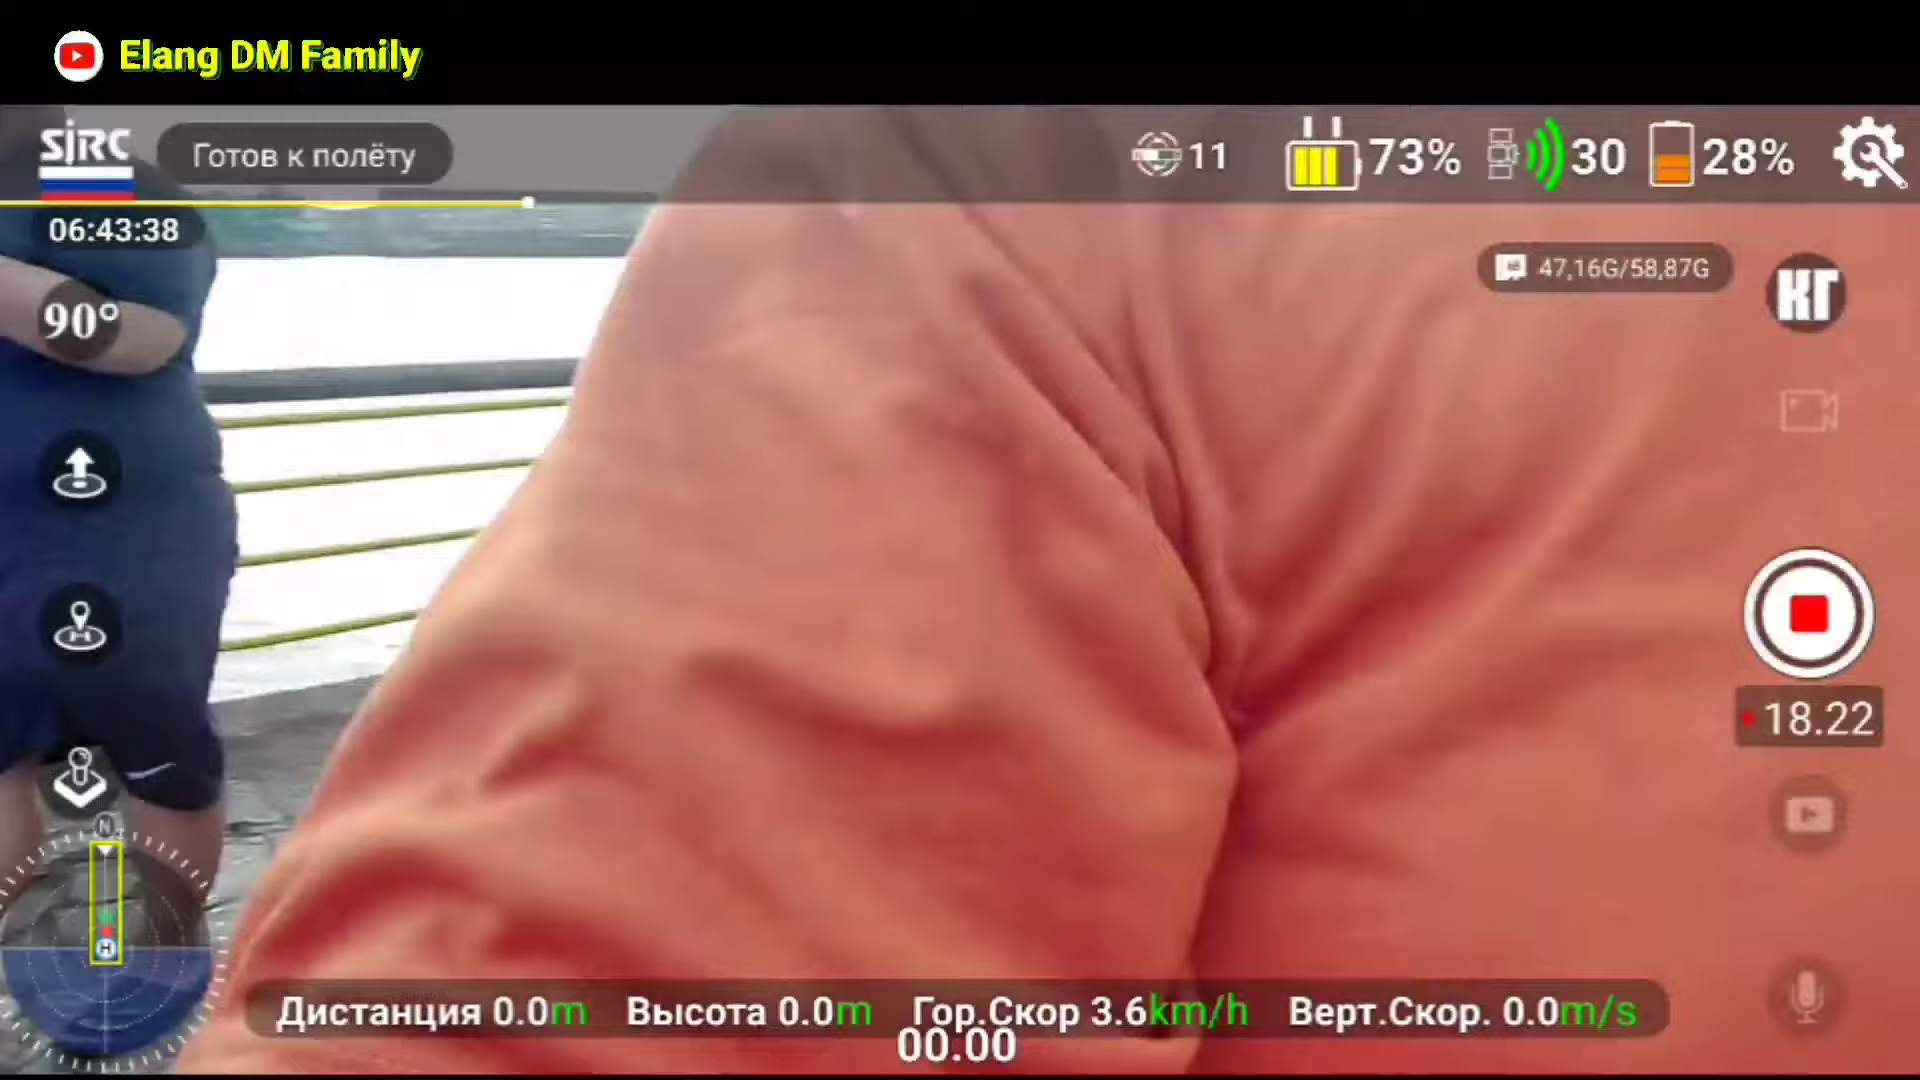 Elang DM Family
SJRC
Готов к полёту
11
73%
30
28%
06:43:38
47,16G/58,87G
КГ
90°
18.22
N
H
Дистанция 0.0m Высота 0.0m Гор.Скор 3.6km/h Верт.Скор. 0.0m/s
00.00